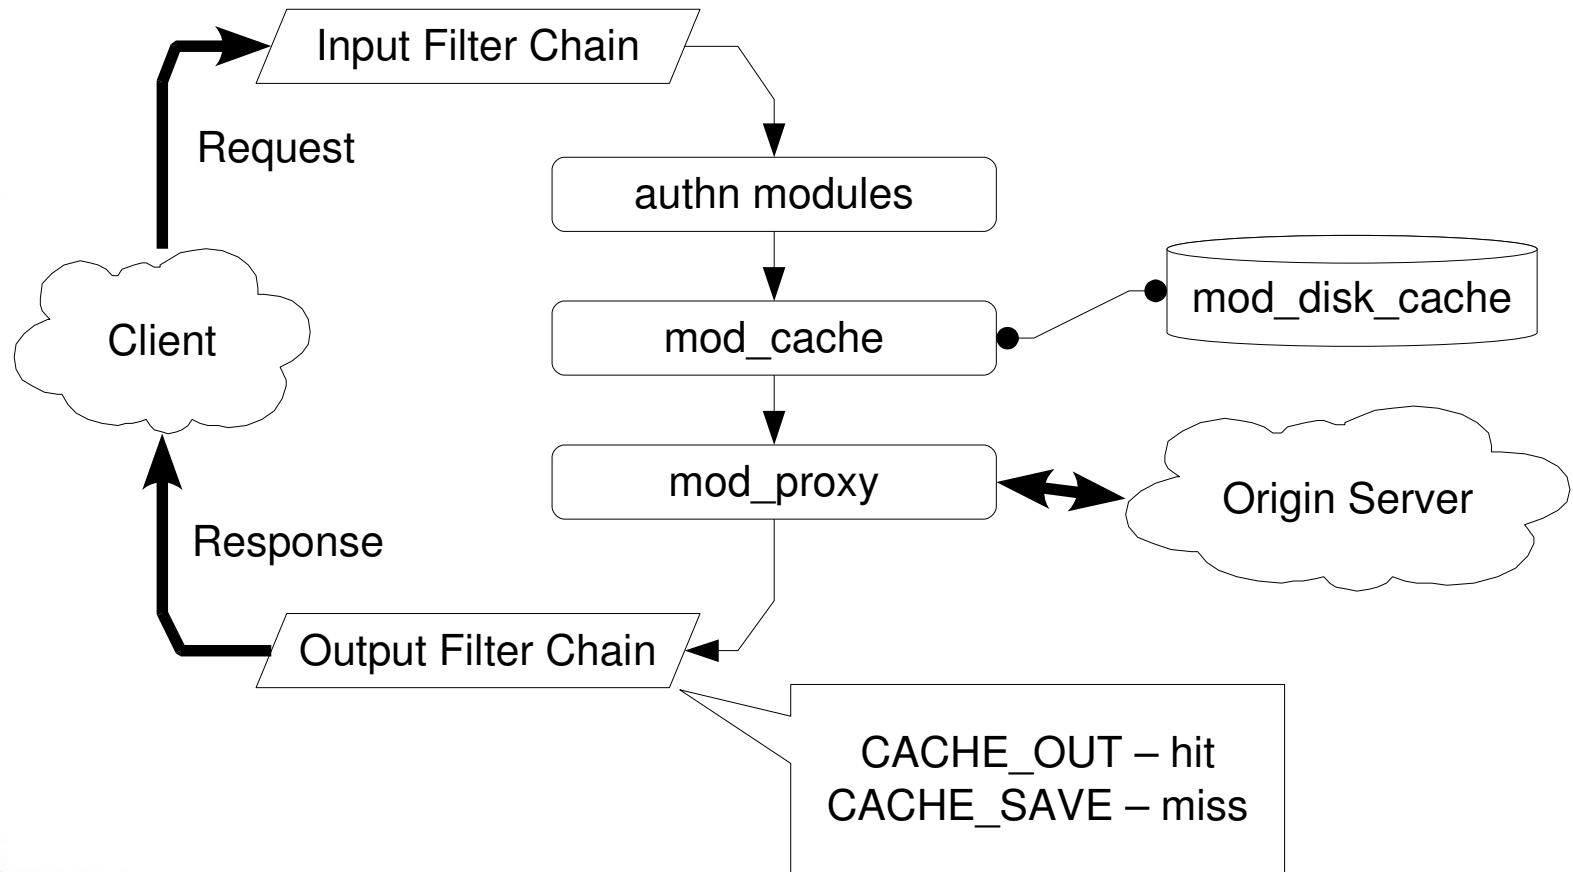 Input Filter Chain
Request
authn modules
mod_disk_cache
Client
mod_cache
mod_proxy
Origin Server
Response
Output Filter Chain
CACHE_OUT – hit
CACHE_SAVE – miss